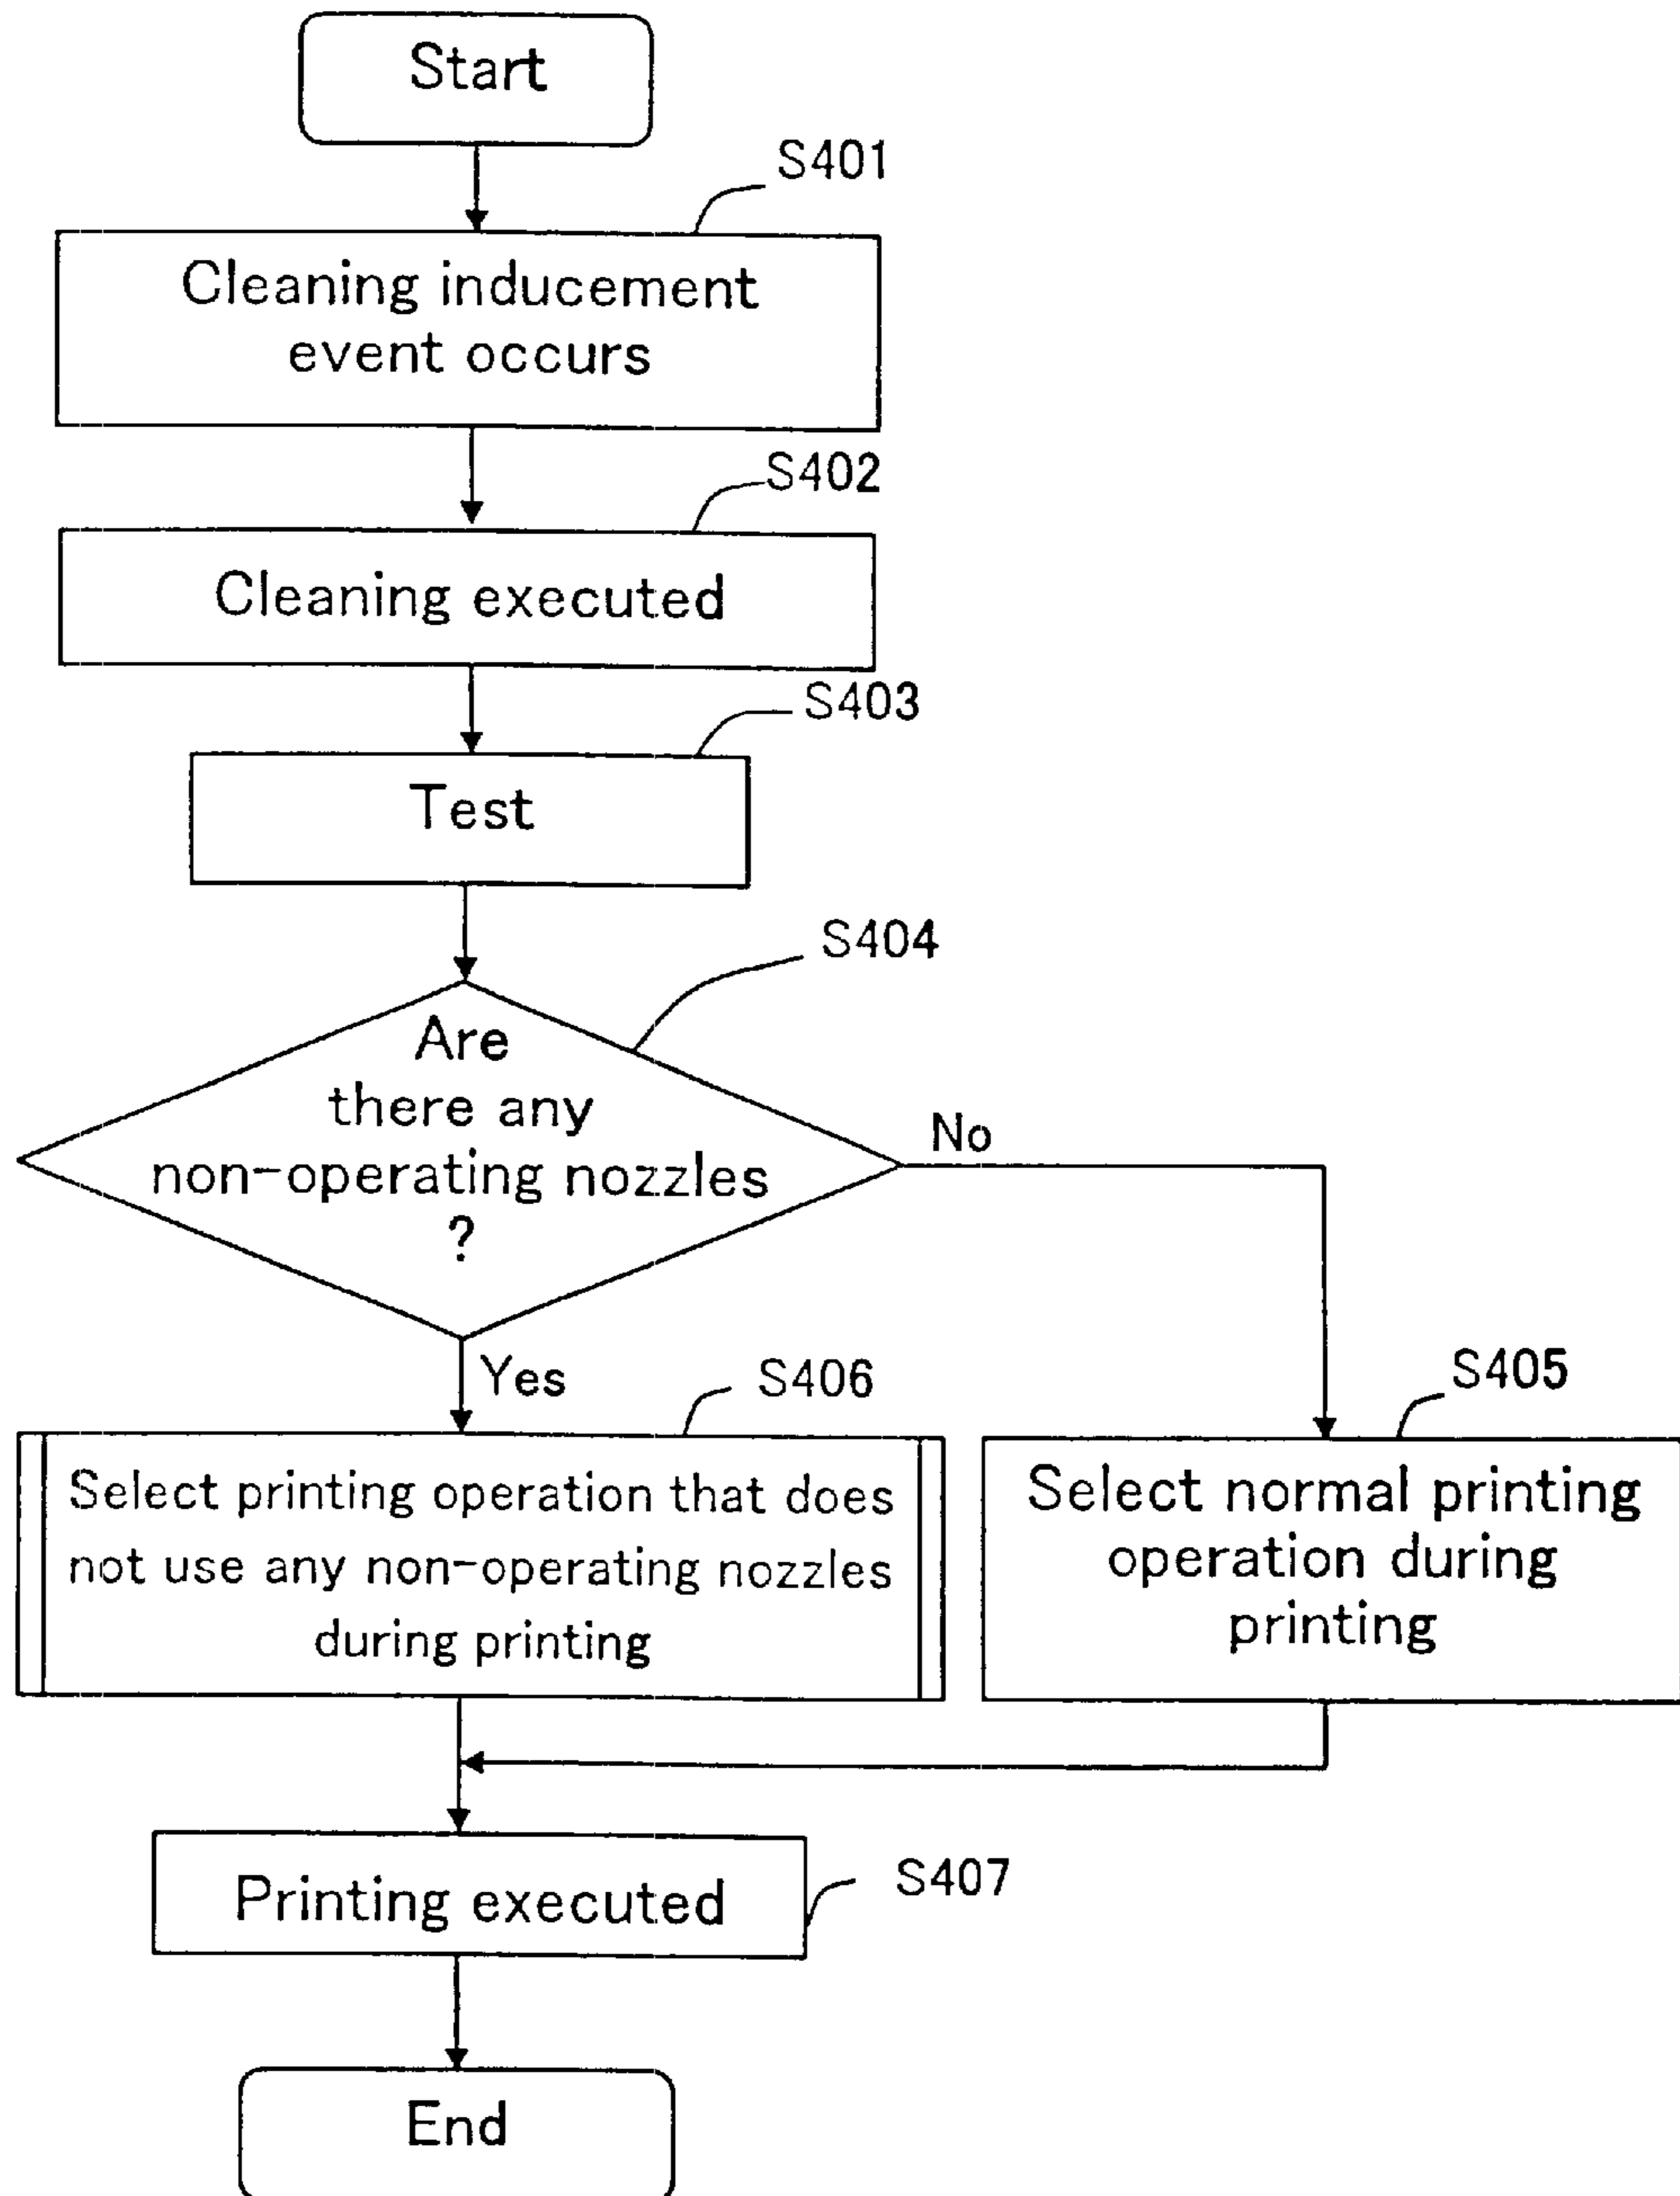 Start
S401
Cleaning inducement
event occurs
S402
Cleaning executed
S403
Test
S404
Are
there any
non-operating nozzles
?
No
Yes
S406
S405
Select printing operation that does
not use any non-operating nozzles
during printing
Select normal printing
operation during
printing
Printing executed
S407
End